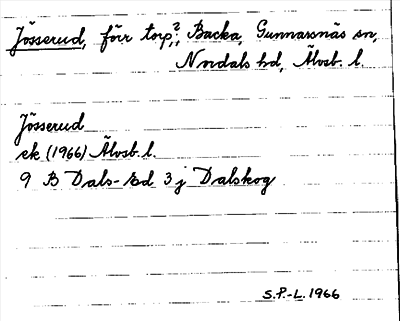 Jösserud, förr torp,? Backa, Gunnarsnäs sn,
Nordals hd, Älvsb. l.
Jösserud
ek (1966) Älvsb. l.
9 B Dals-Ed 3 j Dalskog
S.P.-L. 1966